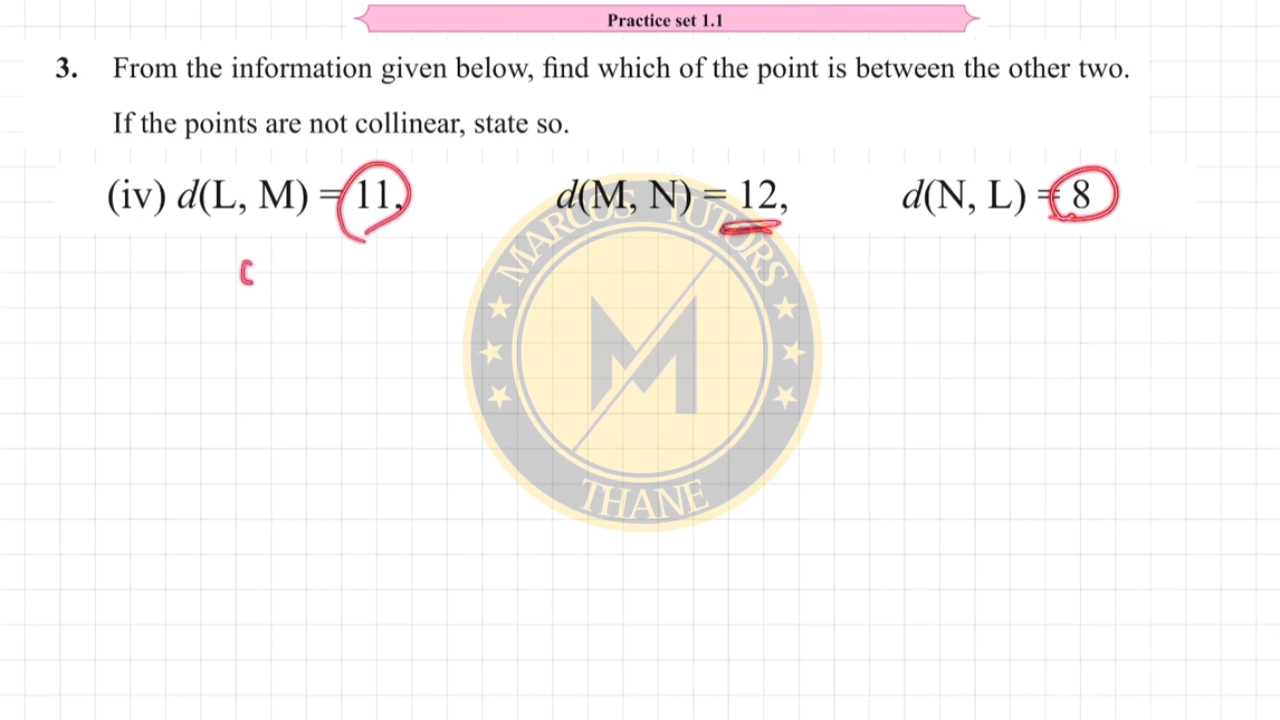 Practice set 1.1
3. From the information given below, find which of the point is between the other two.
If the points are not collinear, state so.
(iv) d(L, M) = 11, d(M, N) = 12, d(N, L) = 8
MARCUS TUTORS
M
THANE